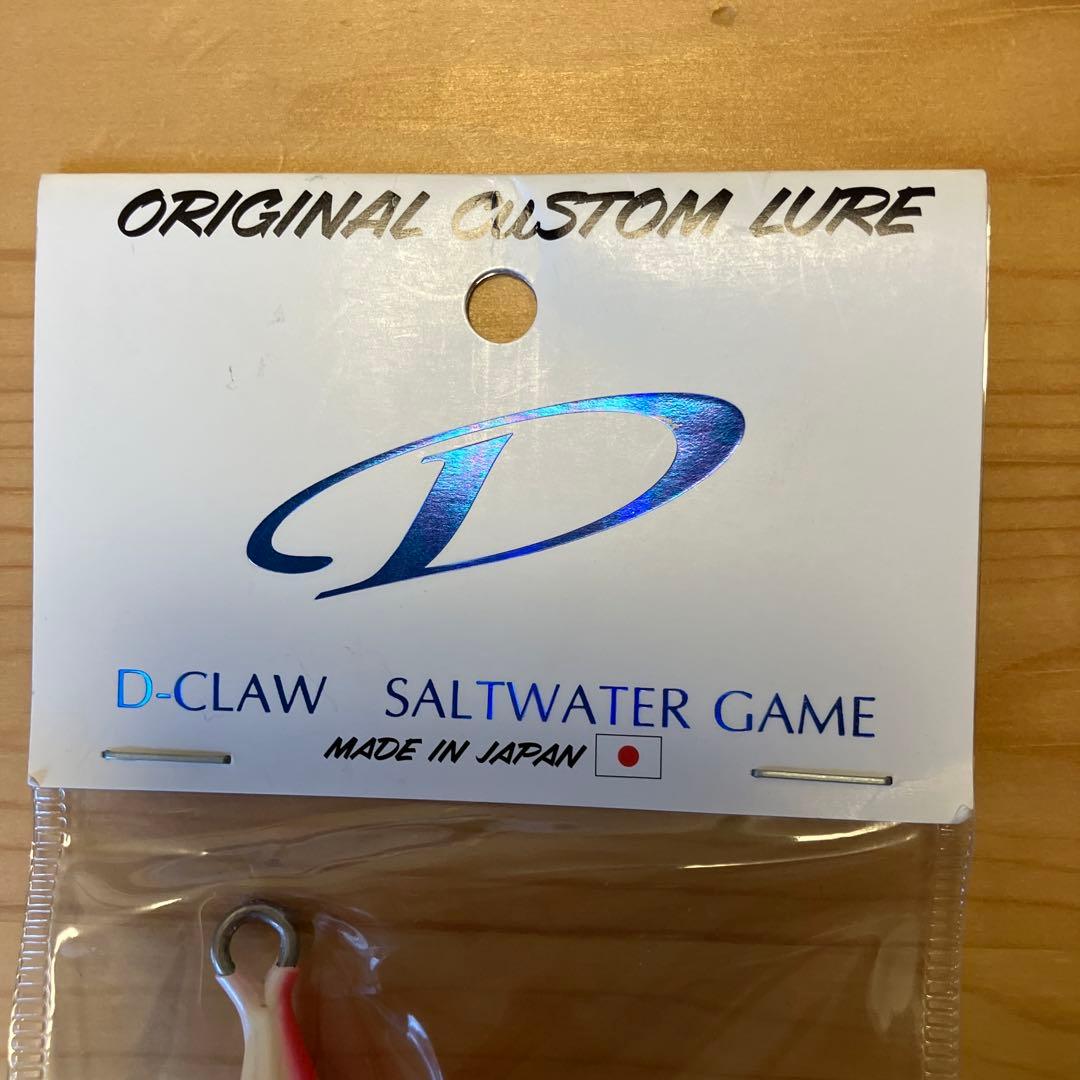 ORIGINAL CUSTOM LURE
D
D-CLAW SALTWATER GAME
MADE IN JAPAN